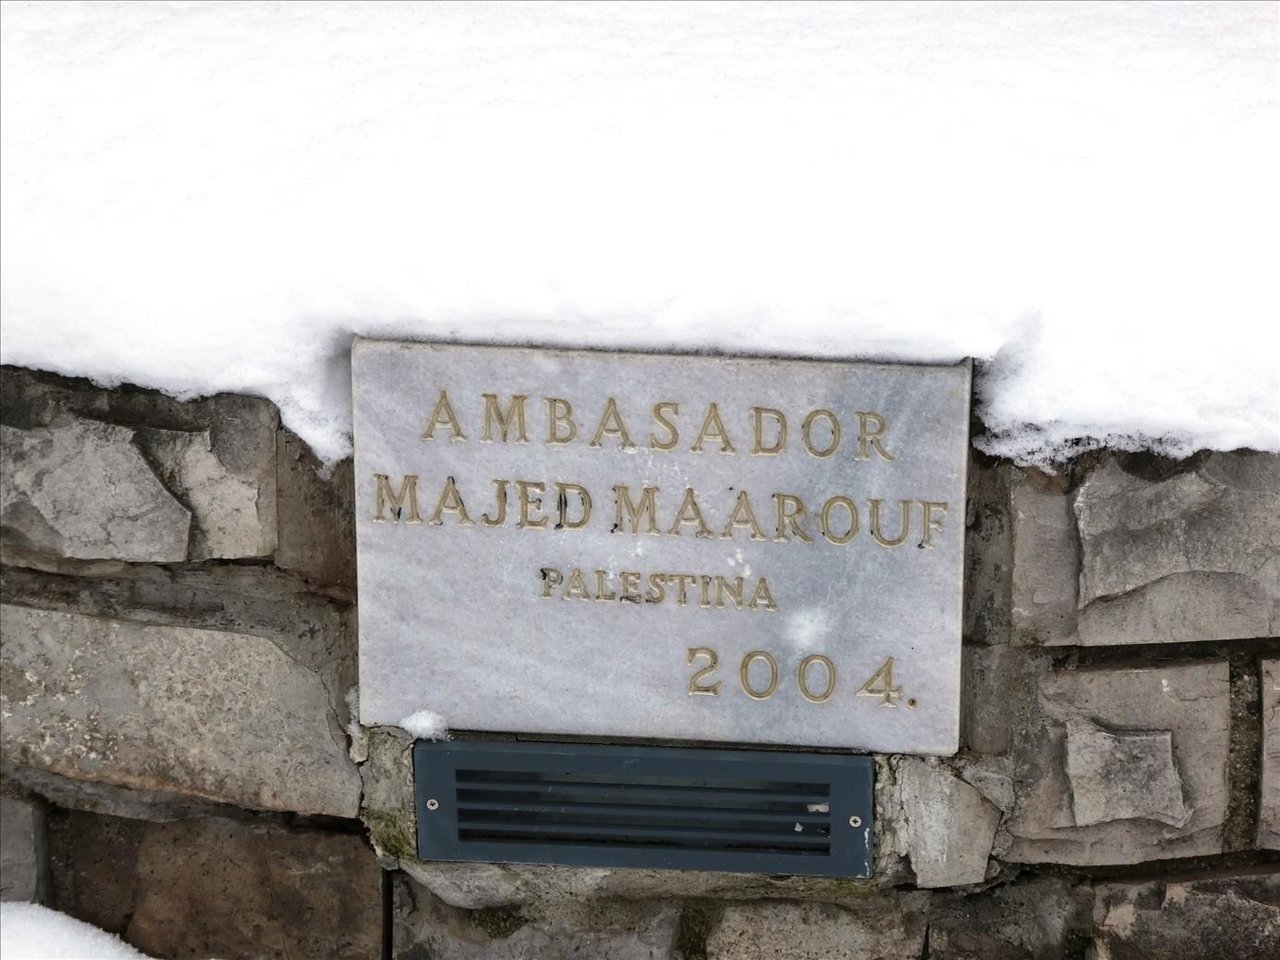 AMBASADOR
MAJED MAAROUF
PALESTINA
2004.